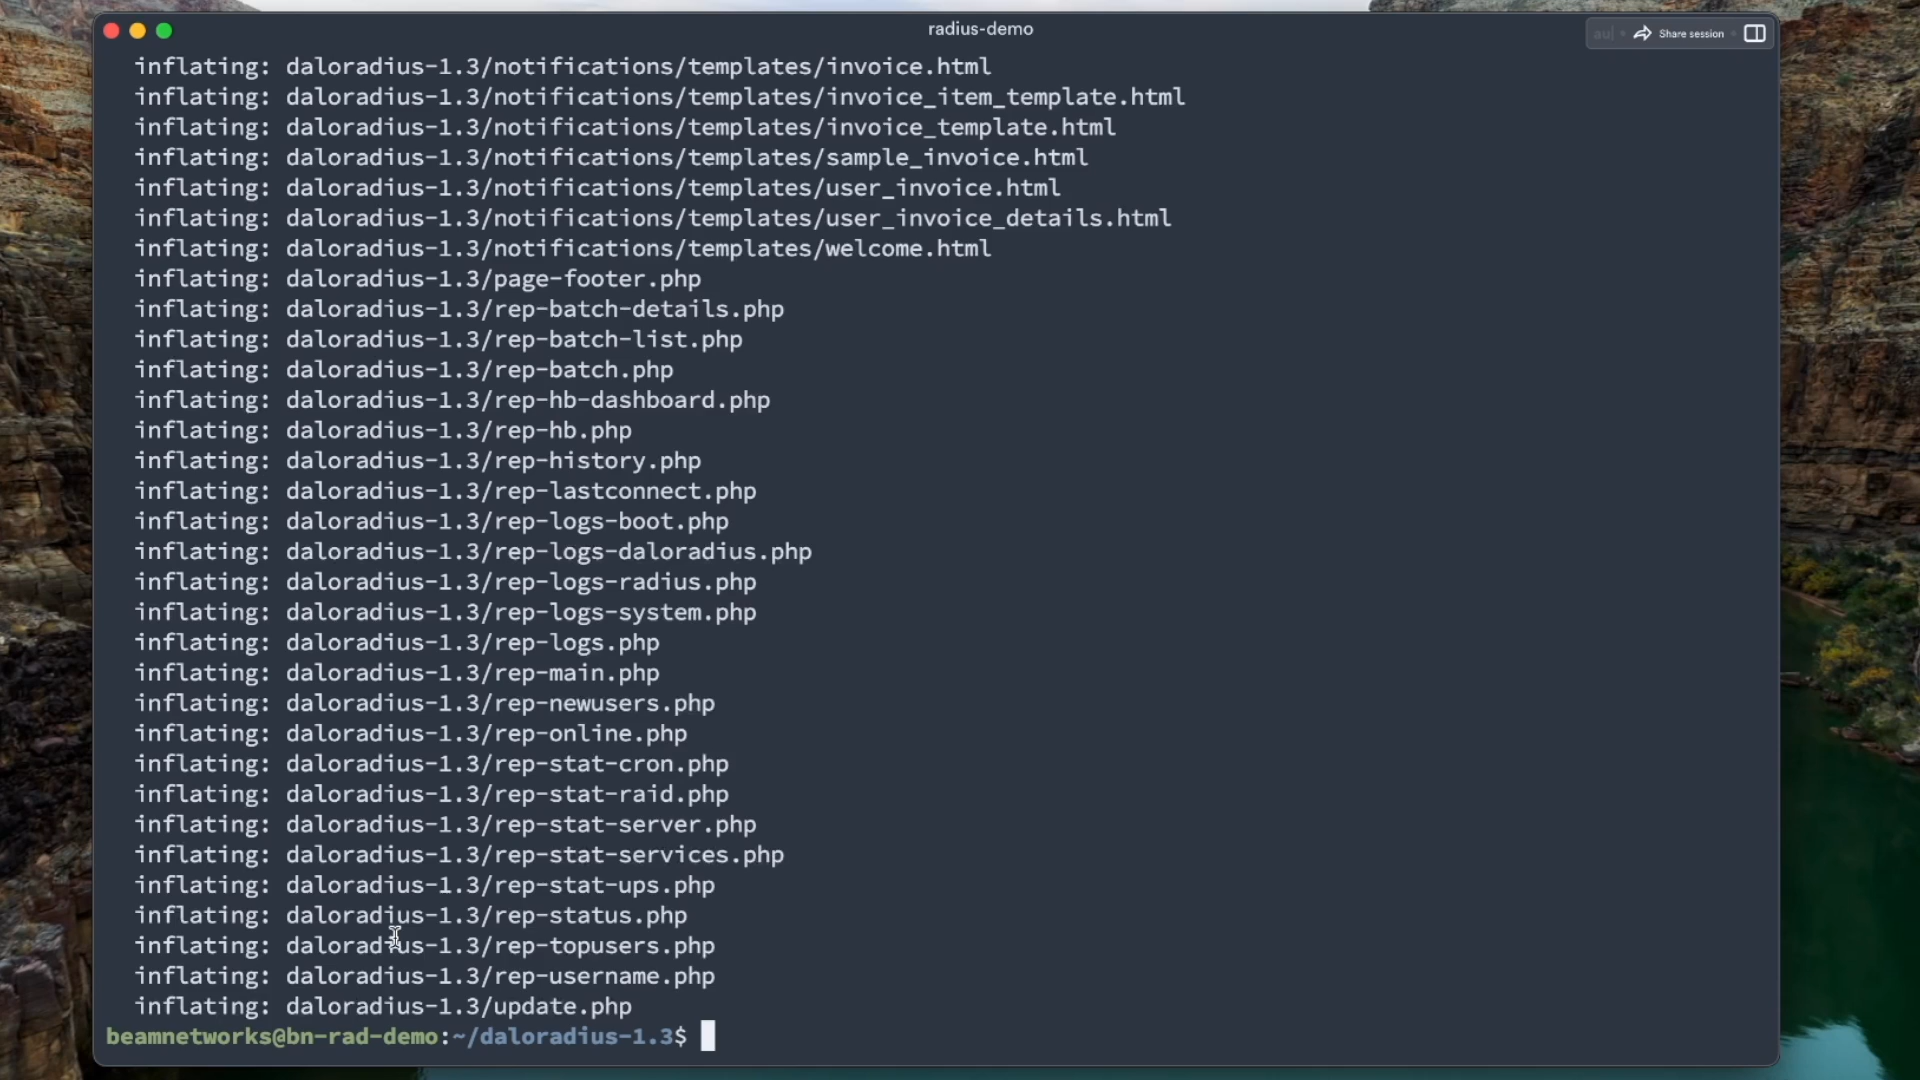 radius-demo
au
Share session
inflating: daloradius-1.3/notifications/templates/invoice.html
inflating: daloradius-1.3/notifications/templates/invoice_item_template.html
inflating: daloradius-1.3/notifications/templates/invoice_template.html
inflating: daloradius-1.3/notifications/templates/sample_invoice.html
inflating: daloradius-1.3/notifications/templates/user_invoice.html
inflating: daloradius-1.3/notifications/templates/user_invoice_details.html
inflating: daloradius-1.3/notifications/templates/welcome.html
inflating: daloradius-1.3/page-footer.php
inflating: daloradius-1.3/rep-batch-details.php
inflating: daloradius-1.3/rep-batch-list.php
inflating: daloradius-1.3/rep-batch.php
inflating: daloradius-1.3/rep-hb-dashboard.php
inflating: daloradius-1.3/rep-hb.php
inflating: daloradius-1.3/rep-history.php
inflating: daloradius-1.3/rep-lastconnect.php
inflating: daloradius-1.3/rep-logs-boot.php
inflating: daloradius-1.3/rep-logs-daloradius.php
inflating: daloradius-1.3/rep-logs-radius.php
inflating: daloradius-1.3/rep-logs-system.php
inflating: daloradius-1.3/rep-logs.php
inflating: daloradius-1.3/rep-main.php
inflating: daloradius-1.3/rep-newusers.php
inflating: daloradius-1.3/rep-online.php
inflating: daloradius-1.3/rep-stat-cron.php
inflating: daloradius-1.3/rep-stat-raid.php
inflating: daloradius-1.3/rep-stat-server.php
inflating: daloradius-1.3/rep-stat-services.php
inflating: daloradius-1.3/rep-stat-ups.php
inflating: daloradius-1.3/rep-status.php
inflating: daloradius-1.3/rep-topusers.php
inflating: daloradius-1.3/rep-username.php
inflating: daloradius-1.3/update.php
beamnetworks@bn-rad-demo:~/daloradius-1.3$